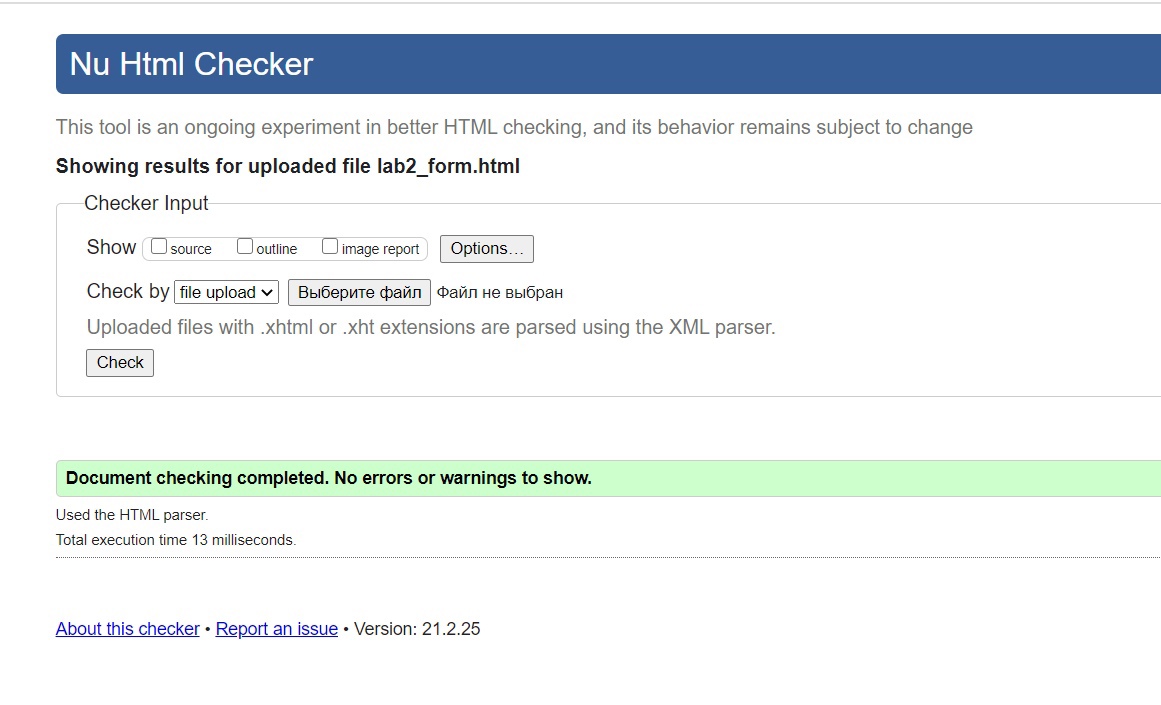 Nu Html Checker
This tool is an ongoing experiment in better HTML checking, and its behavior remains subject to change
Showing results for uploaded file lab2_form.html
Checker Input
Show source outline image report Options…
Check by file upload Выберите файл Файл не выбран
Uploaded files with .xhtml or .xht extensions are parsed using the XML parser.
Check
Document checking completed. No errors or warnings to show.
Used the HTML parser.
Total execution time 13 milliseconds.
About this checker • Report an issue • Version: 21.2.25